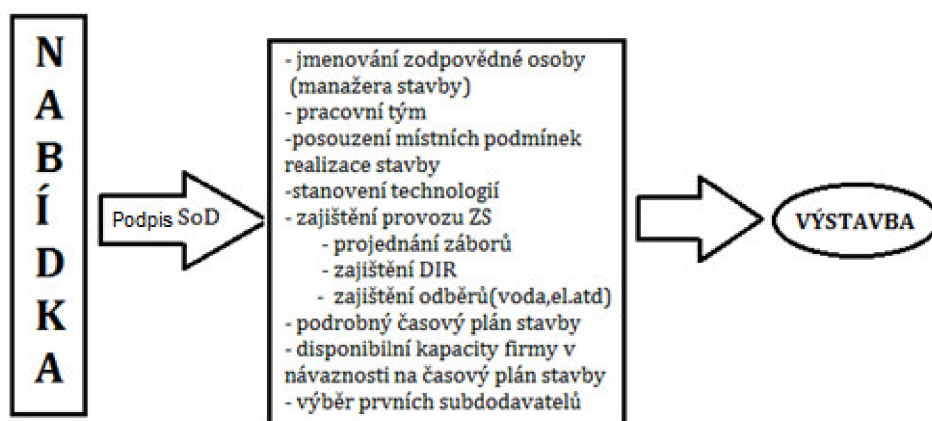 NABÍDKA
Podpis SoD
- jmenování zodpovědné osoby
(manažera stavby)
- pracovní tým
-posouzení místních podmínek
realizace stavby
-stanovení technologií
- zajištění provozu ZS
- projednání záborů
- zajištění DIR
- zajištění odběrů(voda,el.atd)
- podrobný časový plán stavby
- disponibilní kapacity firmy v
návaznosti na časový plán stavby
- výběr prvních subdodavatelů
VÝSTAVBA